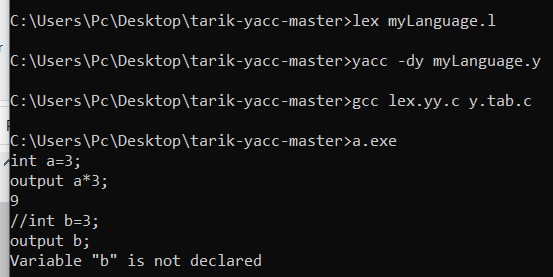 C:\Users\Pc\Desktop\tarik-yacc-master>lex myLanguage.l
C:\Users\Pc\Desktop\tarik-yacc-master>yacc -dy myLanguage.y
C:\Users\Pc\Desktop\tarik-yacc-master>gcc lex.yy.c y.tab.c
C:\Users\Pc\Desktop\tarik-yacc-master>a.exe
int a=3;
output a*3;
9
//int b=3;
output b;
Variable "b" is not declared